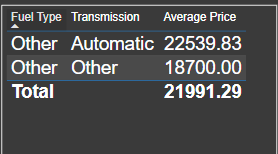 Fuel Type Transmission Average Price
Other Automatic 22539.83
Other Other 18700.00
Total 21991.29